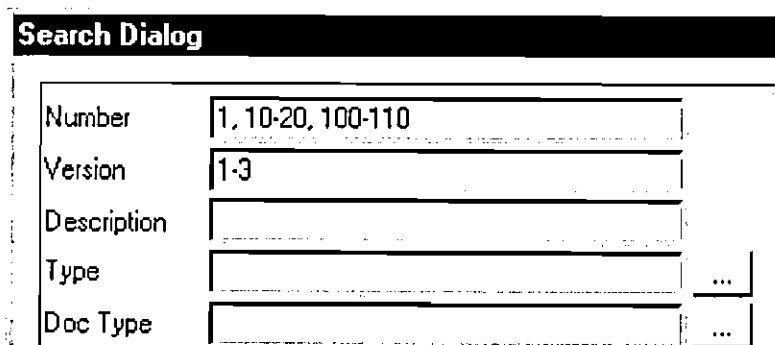 Search Dialog
Number 1, 10-20, 100-110
Version 1-3
Description
Type ...
Doc Type ...